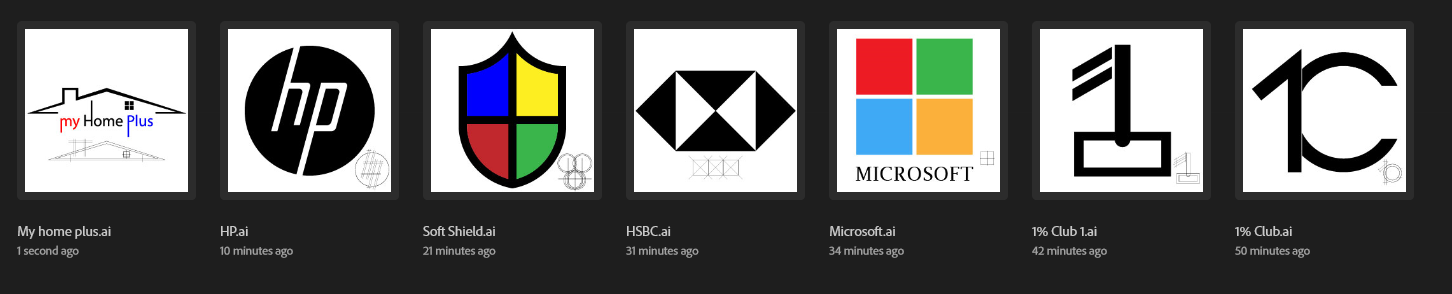 my Home Plus
hp
MICROSOFT
1
1C
My home plus.ai
1 second ago
HP.ai
10 minutes ago
Soft Shield.ai
21 minutes ago
HSBC.ai
31 minutes ago
Microsoft.ai
34 minutes ago
1% Club 1.ai
42 minutes ago
1% Club.ai
50 minutes ago